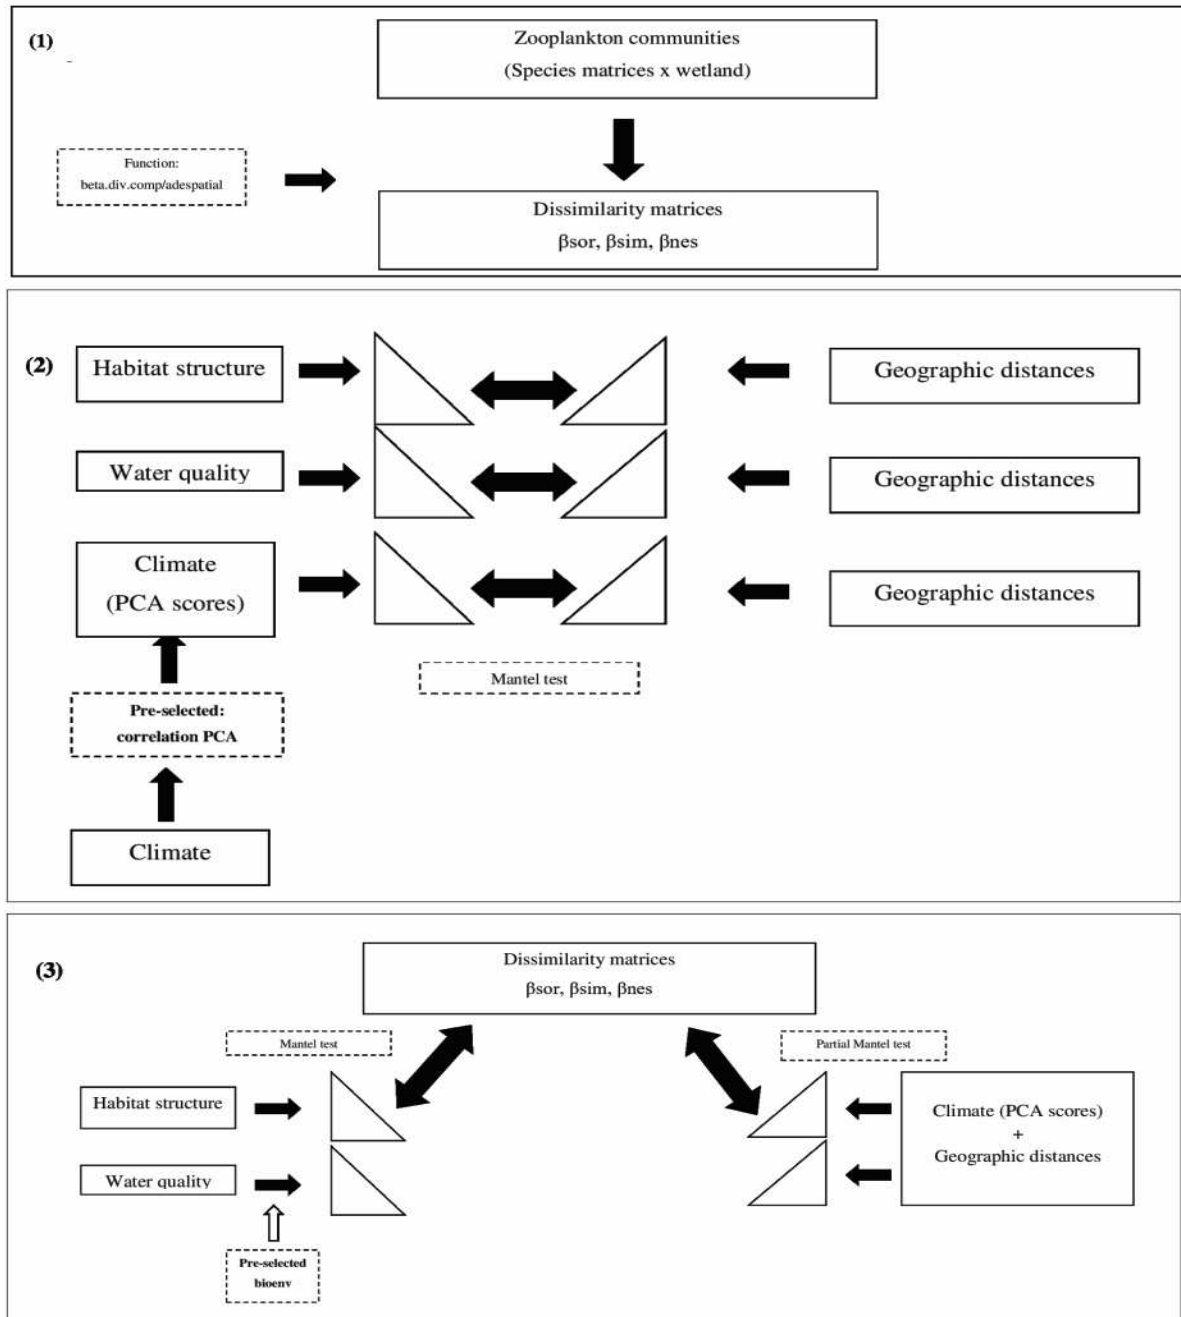 (1)
Zooplankton communities
(Species matrices x wetland)
Function:
beta.div.comp/adespatial
Dissimilarity matrices
βsor, βsim, βnes
(2)
Habitat structure
Geographic distances
Water quality
Geographic distances
Climate
(PCA scores)
Geographic distances
Mantel test
Pre-selected:
correlation PCA
Climate
(3)
Dissimilarity matrices
βsor, βsim, βnes
Mantel test
Partial Mantel test
Habitat structure
Climate (PCA scores)
+
Geographic distances
Water quality
Pre-selected
bioenv